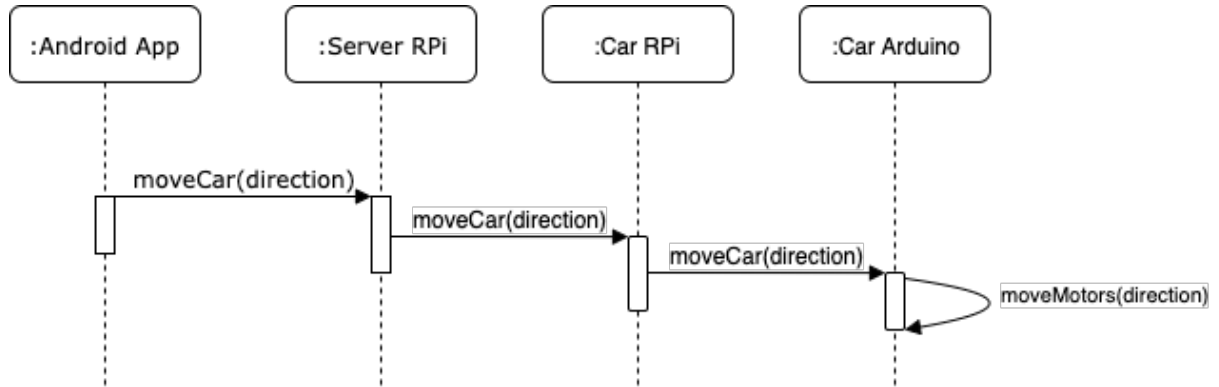 :Android App
:Server RPi
:Car RPi
:Car Arduino
moveCar(direction)
moveCar(direction)
moveCar(direction)
moveMotors(direction)